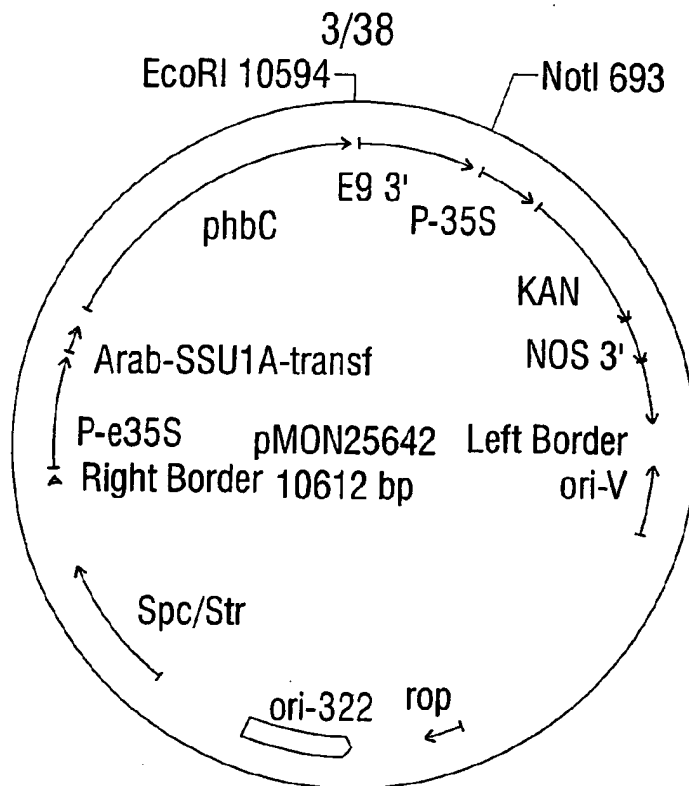 3/38
EcoRI 10594
NotI 693
E9 3'
P-35S
phbC
KAN
NOS 3'
Arab-SSU1A-transf
P-e35S
pMON25642
Left Border
Right Border
10612 bp
ori-V
Spc/Str
ori-322
rop